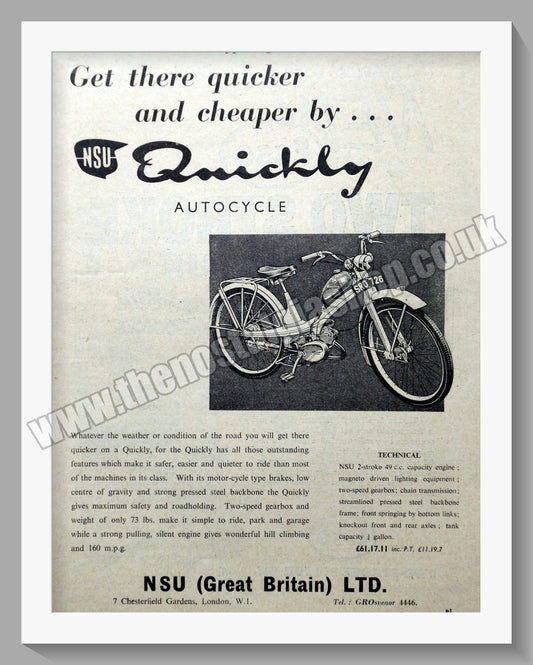 Get there quicker
and cheaper by . . .
NSU Quickly
AUTOCYCLE
SRO 726
www.thenostalgiashop.co.uk
Whatever the weather or condition of the road you will get there
quicker on a Quickly, for the Quickly has all those outstanding
features which make it safer, easier and quieter to ride than most
of the machines in its class. With its motor-cycle type brakes, low
centre of gravity and strong pressed steel backbone the Quickly
gives maximum safety and roadholding. Two-speed gearbox and
weight of only 73 lbs. make it simple to ride, park and garage
while a strong pulling, silent engine gives wonderful hill climbing
and 160 m.p.g.
TECHNICAL
NSU 2-stroke 49 c.c. capacity engine ;
magneto driven lighting equipment ;
two-speed gearbox; chain transmission;
streamlined pressed steel backbone
frame; front springing by bottom links;
knockout front and rear axles ; tank
capacity gallon.
£61.17.11 inc. P.T. £11.19.7
NSU (Great Britain) LTD.
7 Chesterfield Gardens, London, W.1. Tel. : GROsvenor 4446.